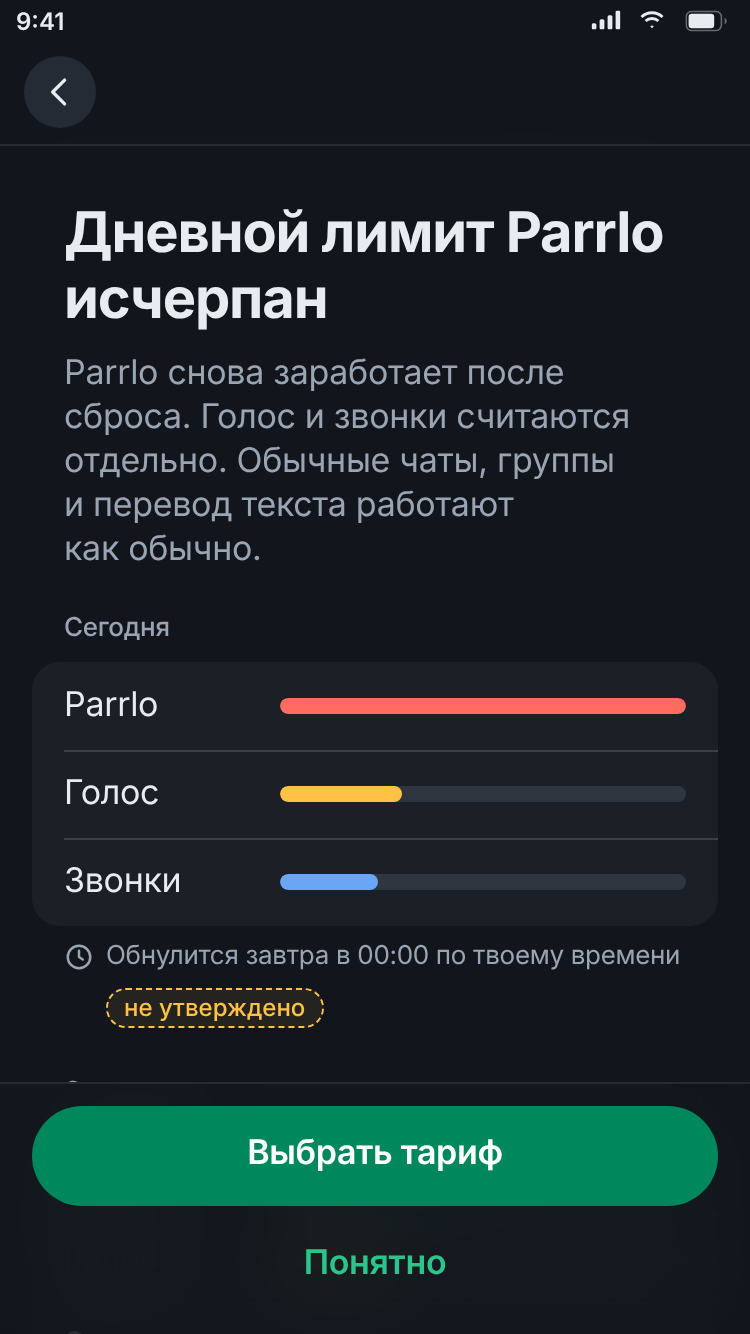 9:41
Дневной лимит Parrlo
исчерпан
Parrlo снова заработает после
сброса. Голос и звонки считаются
отдельно. Обычные чаты, группы
и перевод текста работают
как обычно.
Сегодня
Parrlo
Голос
Звонки
Обнулится завтра в 00:00 по твоему времени
не утверждено
Выбрать тариф
Понятно